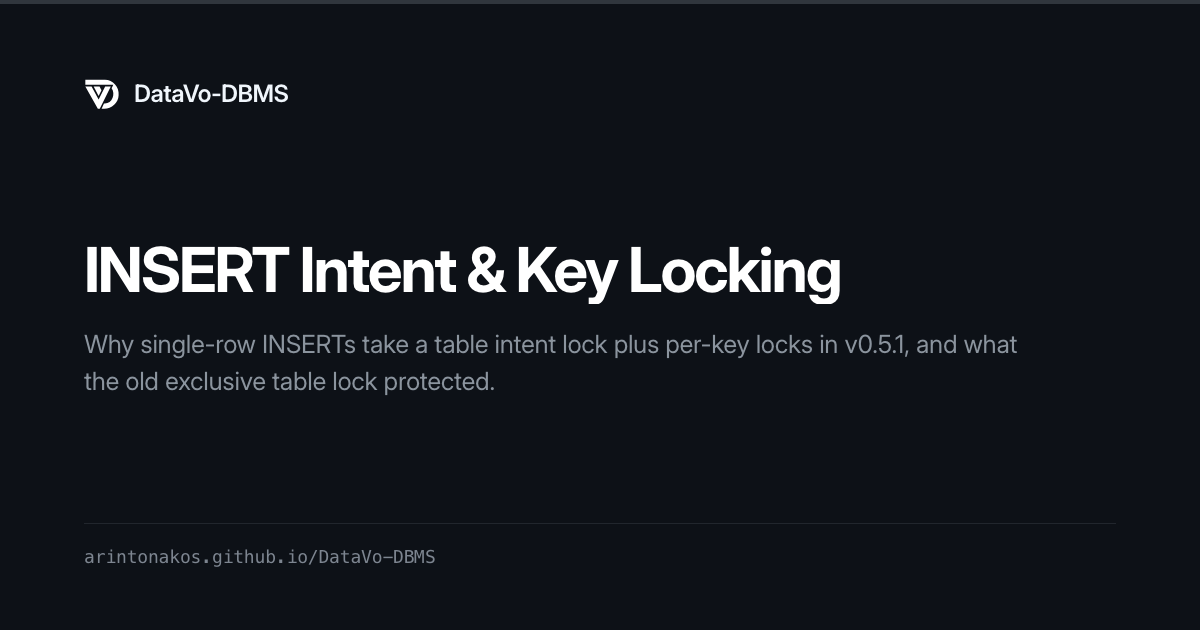 DataVo-DBMS
INSERT Intent & Key Locking
Why single-row INSERTs take a table intent lock plus per-key locks in v0.5.1, and what
the old exclusive table lock protected.
arintonakos.github.io/DataVo-DBMS